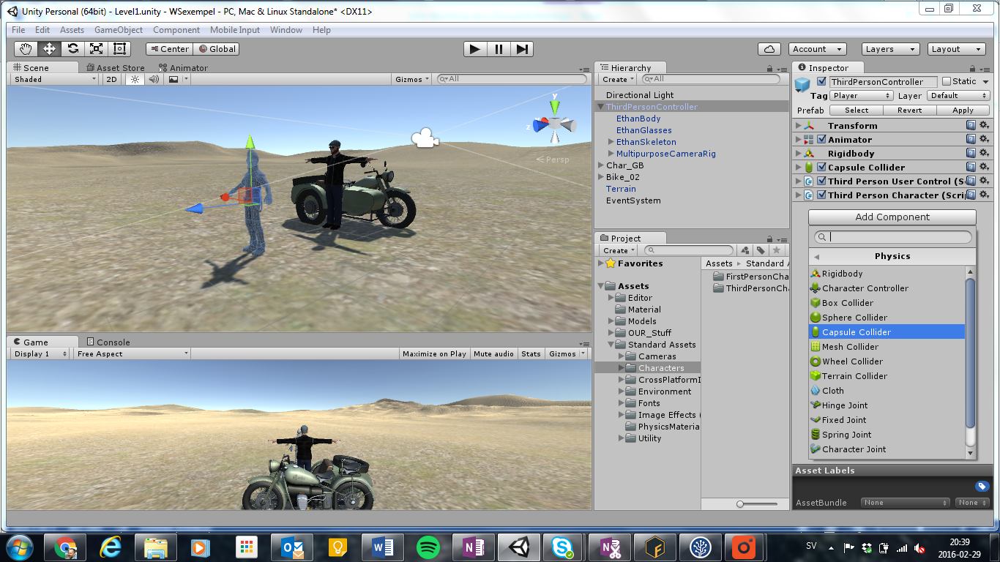 Unity Personal (64bit) - Level1.unity - WSexempel - PC, Mac & Linux Standalone* <DX11>
File Edit Assets GameObject Component Mobile Input Window Help
Center Global
Account Layers Layout
Scene Asset Store Animator
Shaded 2D Gizmos All
y
z
Persp
Game Console
Display 1 Free Aspect Maximize on Play Mute audio Stats Gizmos
Hierarchy
Create All
Directional Light
ThirdPersonController
EthanBody
EthanGlasses
EthanSkeleton
MultipurposeCameraRig
Char_GB
Bike_02
Terrain
EventSystem
Project
Create
Favorites
Assets
Editor
Material
Models
OUR_Stuff
Standard Assets
Cameras
Characters
CrossPlatformI
Environment
Fonts
Image Effects (
PhysicsMateria
Utility
Assets Standard A
FirstPersonCha
ThirdPersonCha
Inspector
ThirdPersonController Static
Tag Player Layer Default
Prefab Select Revert Apply
Transform
Animator
Rigidbody
Capsule Collider
Third Person User Control (S
Third Person Character (Scrip
Add Component
Physics
Rigidbody
Character Controller
Box Collider
Sphere Collider
Capsule Collider
Mesh Collider
Wheel Collider
Terrain Collider
Cloth
Hinge Joint
Fixed Joint
Spring Joint
Character Joint
Asset Labels
AssetBundle None None
SV
20:39
2016-02-29